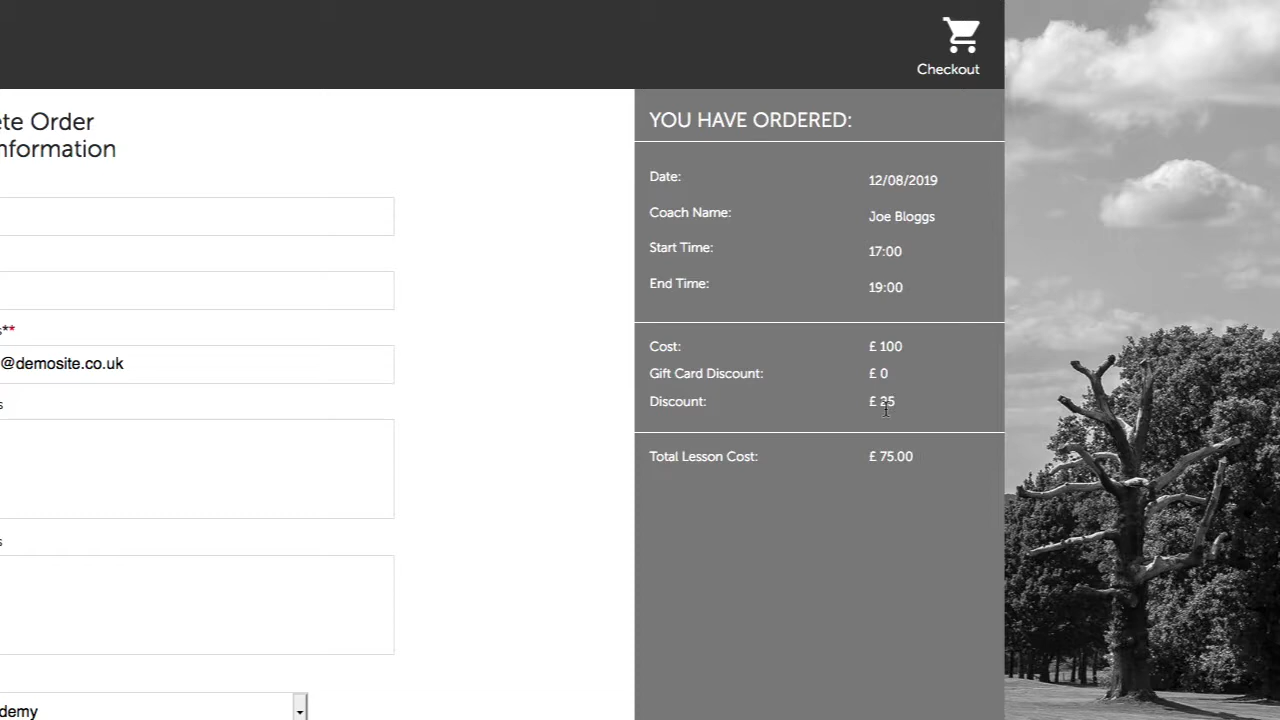 Checkout
ete Order
nformation
YOU HAVE ORDERED:
Date: 12/08/2019
Coach Name: Joe Bloggs
Start Time: 17:00
End Time: 19:00
s**
@demosite.co.uk
Cost: £ 100
Gift Card Discount: £ 0
s
Discount: £ 25
Total Lesson Cost: £ 75.00
s
demy